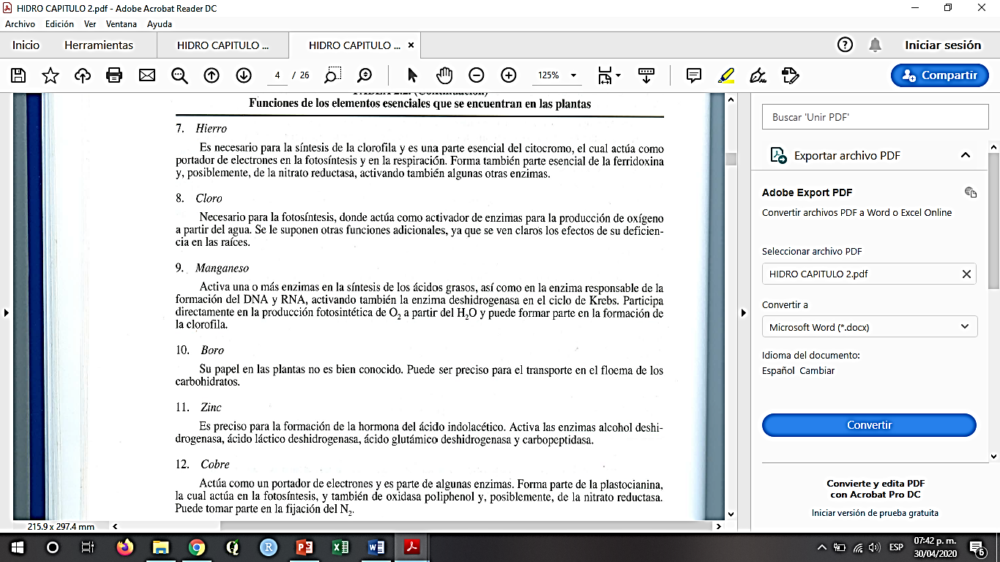 HIDRO CAPITULO 2.pdf - Adobe Acrobat Reader DC
Archivo Edición Ver Ventana Ayuda
Inicio Herramientas HIDRO CAPITULO ... HIDRO CAPITULO ... × Iniciar sesión
4 / 26 125% Compartir
TABLA 2.2. (Continuación)
Funciones de los elementos esenciales que se encuentran en las plantas
7. Hierro
Es necesario para la síntesis de la clorofila y es una parte esencial del citocromo, el cual actúa como
portador de electrones en la fotosíntesis y en la respiración. Forma también parte esencial de la ferridoxina
y, posiblemente, de la nitrato reductasa, activando también algunas otras enzimas.
8. Cloro
Necesario para la fotosíntesis, donde actúa como activador de enzimas para la producción de oxígeno
a partir del agua. Se le suponen otras funciones adicionales, ya que se ven claros los efectos de su deficien-
cia en las raíces.
9. Manganeso
Activa una o más enzimas en la síntesis de los ácidos grasos, así como en la enzima responsable de la
formación del DNA y RNA, activando también la enzima deshidrogenasa en el ciclo de Krebs. Participa
directamente en la producción fotosintética de O₂ a partir del H₂O y puede formar parte en la formación de
la clorofila.
10. Boro
Su papel en las plantas no es bien conocido. Puede ser preciso para el transporte en el floema de los
carbohidratos.
11. Zinc
Es preciso para la formación de la hormona del ácido indolacético. Activa las enzimas alcohol deshi-
drogenasa, ácido láctico deshidrogenasa, ácido glutámico deshidrogenasa y carbopeptidasa.
12. Cobre
Actúa como un portador de electrones y es parte de algunas enzimas. Forma parte de la plastocianina,
la cual actúa en la fotosíntesis, y también de oxidasa poliphenol y, posiblemente, de la nitrato reductasa.
Puede tomar parte en la fijación del N₂.
215.9 x 297.4 mm
Buscar 'Unir PDF'
Exportar archivo PDF
Adobe Export PDF
Convertir archivos PDF a Word o Excel Online
Seleccionar archivo PDF
HIDRO CAPITULO 2.pdf
Convertir a
Microsoft Word (*.docx)
Idioma del documento:
Español Cambiar
Convertir
Convierte y edita PDF
con Acrobat Pro DC
Iniciar versión de prueba gratuita
ESP
07:42 p. m.
30/04/2020
6